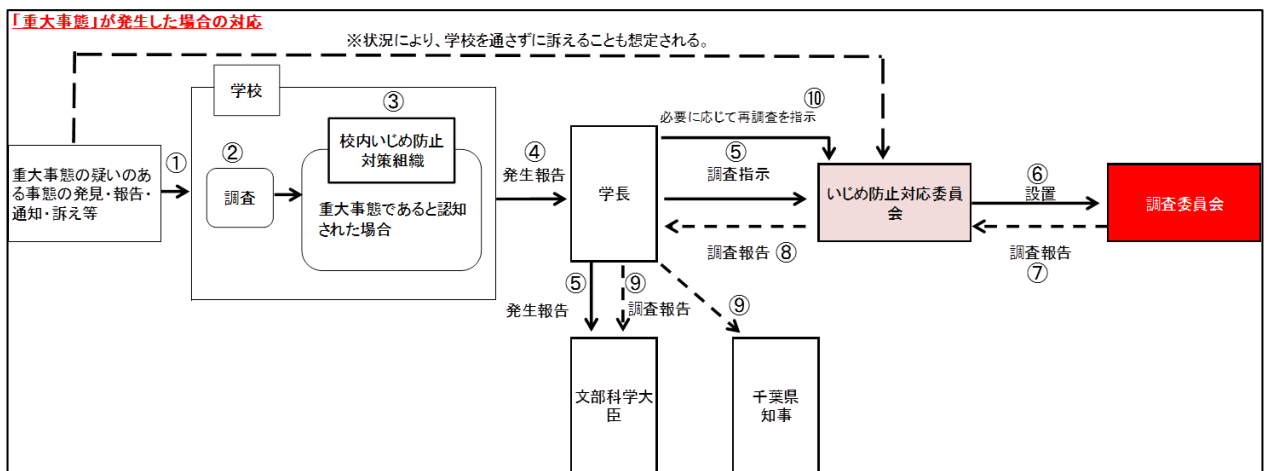 「重大事態」が発生した場合の対応
※状況により、学校を通さずに訴えることも想定される。
重大事態の疑いのあ
る事態の発見・報告・
通知・訴え等
①
学校
②
調査
③
校内いじめ防止
対策組織
重大事態であると認知
された場合
④
発生報告
学長
⑩
必要に応じて再調査を指示
⑤
調査指示
調査報告 ⑧
いじめ防止対応委員
会
⑥
設置
調査報告
⑦
調査委員会
⑤
発生報告
⑨
調査報告
⑨
文部科学大
臣
千葉県
知事